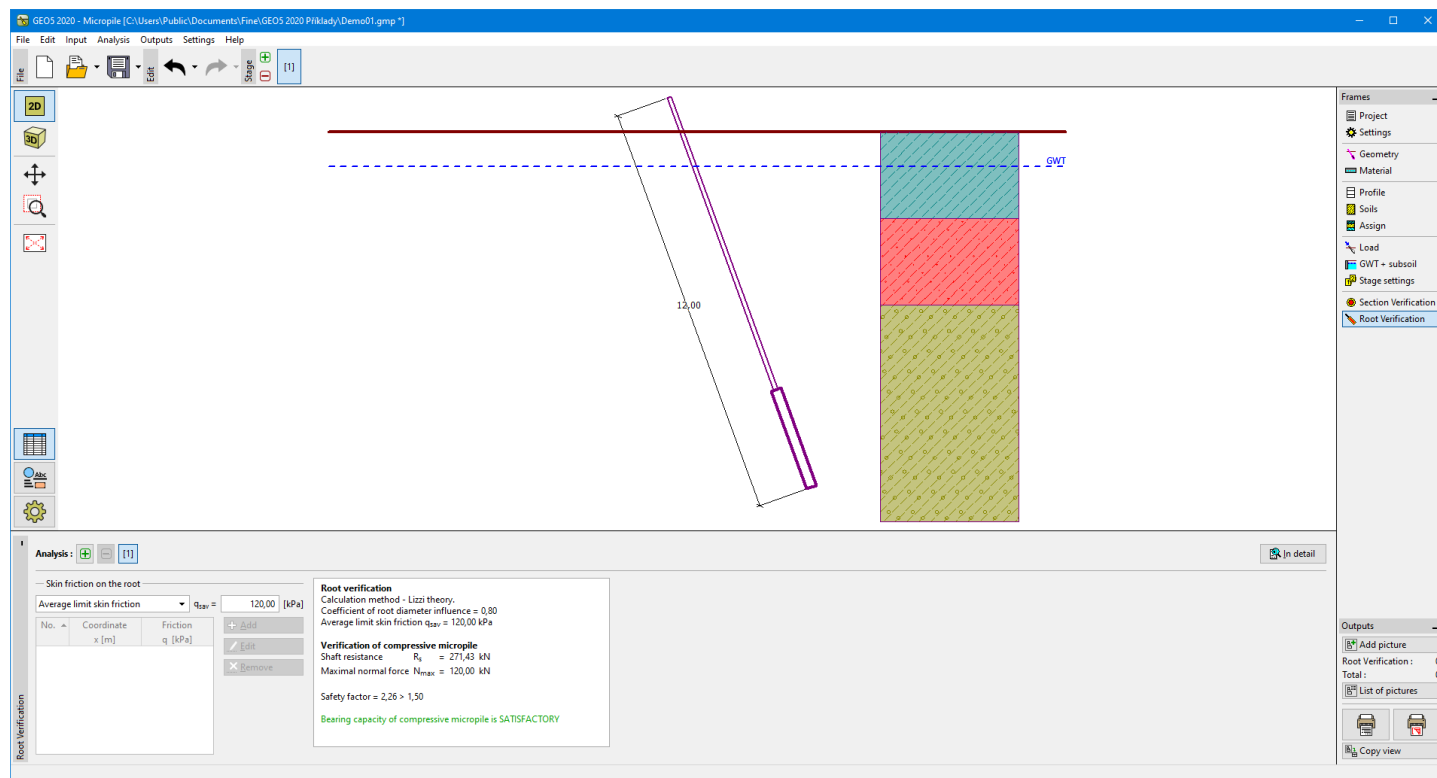 GEO5 2020 - Micropile [C:\Users\Public\Documents\Fine\GEO5 2020 Příklady\Demo01.gmp *]
File Edit Input Analysis Outputs Settings Help
File
Edit
Stage
[1]
2D
3D
GWT
12,00
Abc
Frames
Project
Settings
Geometry
Material
Profile
Soils
Assign
Load
GWT + subsoil
Stage settings
Section Verification
Root Verification
Analysis : [1]
In detail
Skin friction on the root
Average limit skin friction qsav = 120,00 [kPa]
No. Coordinate Friction
x [m] q [kPa]
Add
Edit
Remove
Root verification
Calculation method - Lizzi theory.
Coefficient of root diameter influence = 0,80
Average limit skin friction qsav = 120,00 kPa
Verification of compressive micropile
Shaft resistance Rs = 271,43 kN
Maximal normal force Nmax = 120,00 kN
Safety factor = 2,26 > 1,50
Bearing capacity of compressive micropile is SATISFACTORY
Root Verification
Outputs
Add picture
Root Verification :
Total :
List of pictures
Copy view